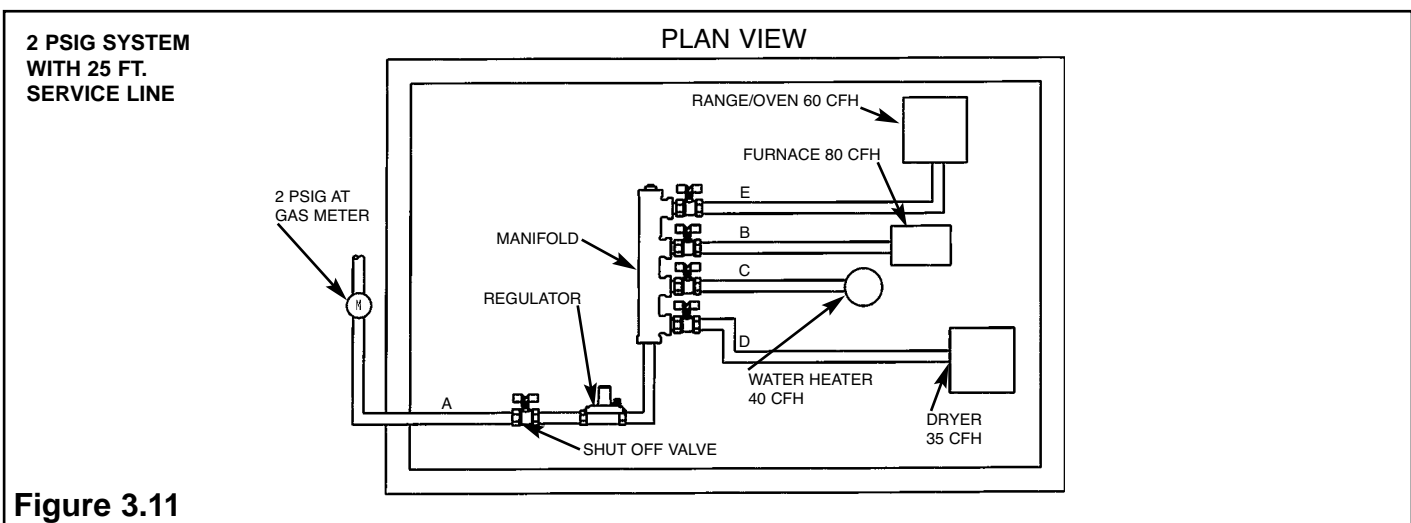 2 PSIG SYSTEM
WITH 25 FT.
SERVICE LINE
PLAN VIEW
RANGE/OVEN 60 CFH
FURNACE 80 CFH
2 PSIG AT
GAS METER
E
MANIFOLD
B
C
REGULATOR
M
D
WATER HEATER
40 CFH
DRYER
35 CFH
A
SHUT OFF VALVE
Figure 3.11